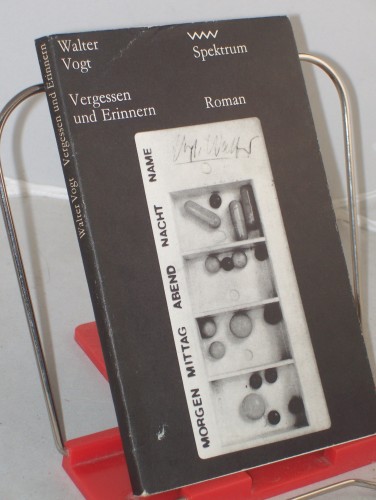 Walter
Vogt
Spektrum
Vergessen
und Erinnern
Roman
Walter Vogt Vergessen und Erinnern
NAME
NACHT
ABEND
MITTAG
MORGEN